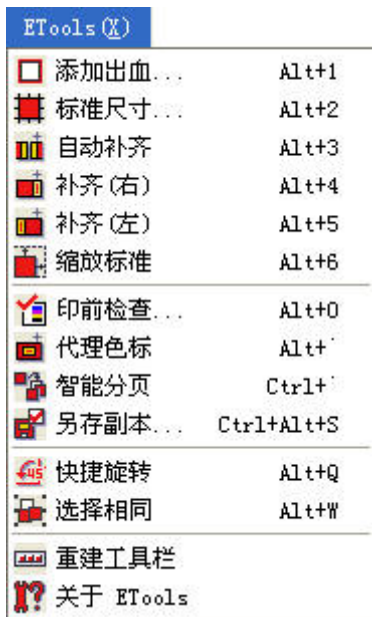 ETools(X)
添加出血... Alt+1
标准尺寸... Alt+2
自动补齐 Alt+3
补齐(右) Alt+4
补齐(左) Alt+5
缩放标准 Alt+6
印前检查... Alt+0
代理色标 Alt+`
智能分页 Ctrl+`
另存副本... Ctrl+Alt+S
快捷旋转 Alt+Q
选择相同 Alt+W
重建工具栏
关于 ETools